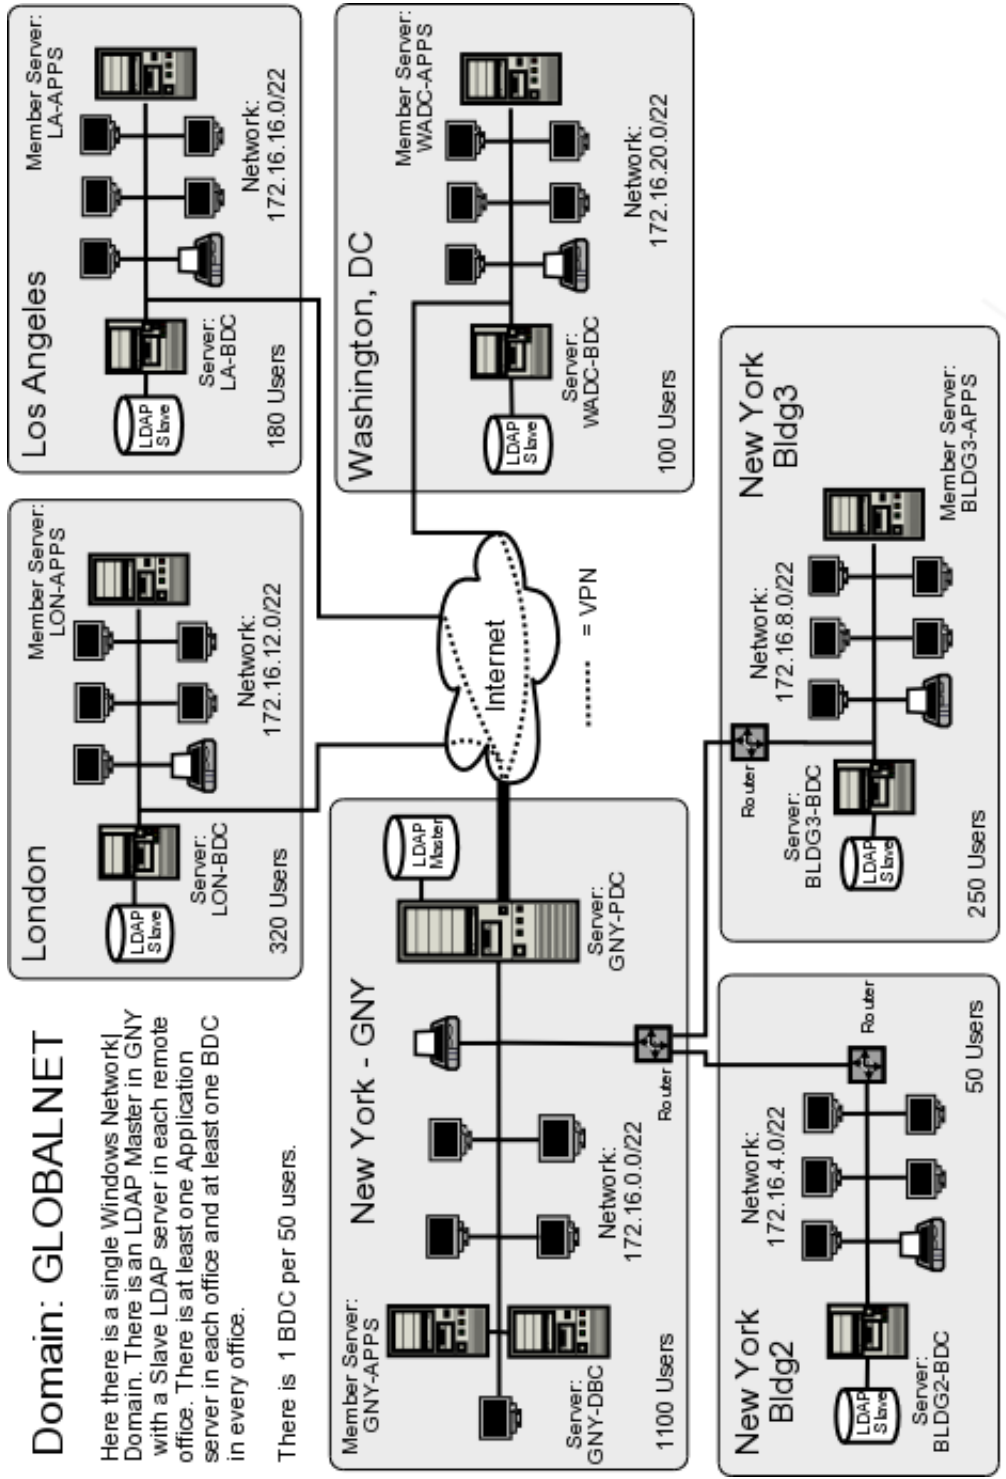 Domain: GLOBALNET
Here there is a single Windows Network
Domain. There is an LDAP Master in GNY
with a Slave LDAP server in each remote
office. There is at least one Application
server in each office and at least one BDC
in every office.
There is 1 BDC per 50 users.
London
Member Server:
LON-APPS
LDAP
Slave
Server:
LON-BDC
Network:
172.16.12.0/22
320 Users
Los Angeles
Member Server:
LA-APPS
LDAP
Slave
Server:
LA-BDC
Network:
172.16.16.0/22
180 Users
New York - GNY
Member Server:
GNY-APPS
LDAP
Master
Server:
GNY-DBC
Network:
172.16.0.0/22
Server:
GNY-PDC
Router
1100 Users
Internet
= VPN
Washington, DC
Member Server:
WADC-APPS
LDAP
Slave
Server:
WADC-BDC
Network:
172.16.20.0/22
100 Users
New York
Bldg2
Network:
172.16.4.0/22
LDAP
Slave
Server:
BLDG2-BDC
Router
50 Users
New York
Bldg3
Router
Network:
172.16.8.0/22
Server:
BLDG3-BDC
LDAP
Slave
Member Server:
BLDG3-APPS
250 Users